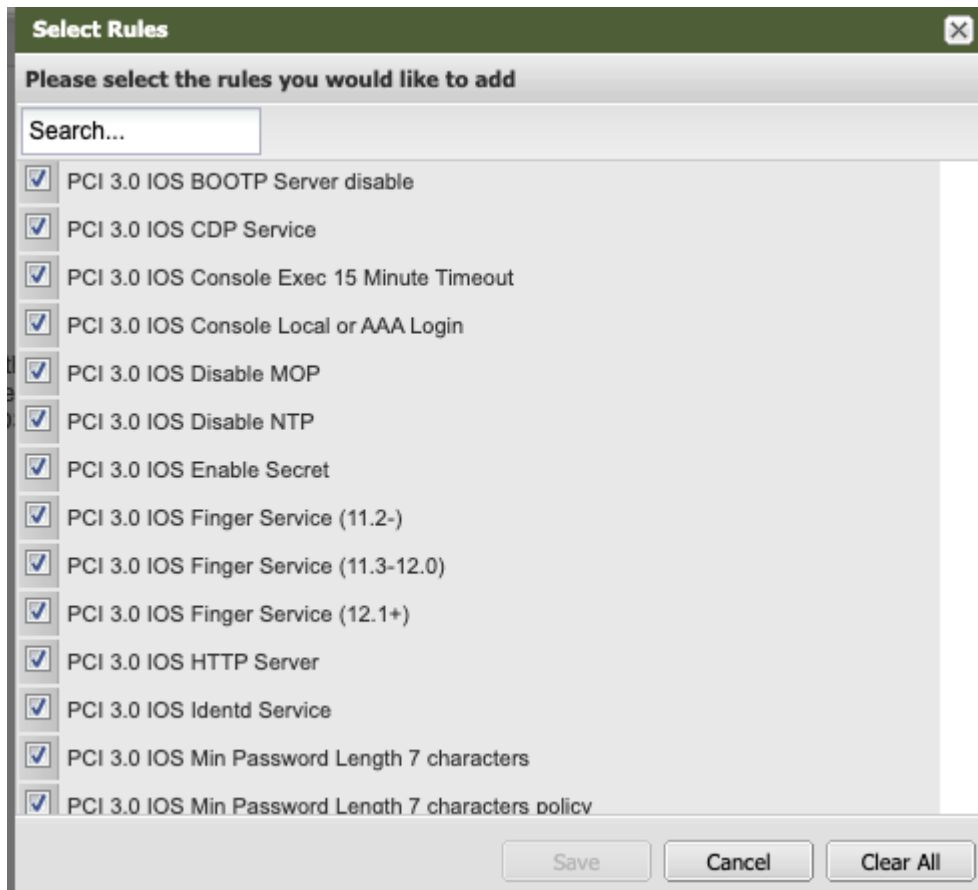 Select Rules
Please select the rules you would like to add
Search...
PCI 3.0 IOS BOOTP Server disable
PCI 3.0 IOS CDP Service
PCI 3.0 IOS Console Exec 15 Minute Timeout
PCI 3.0 IOS Console Local or AAA Login
PCI 3.0 IOS Disable MOP
PCI 3.0 IOS Disable NTP
PCI 3.0 IOS Enable Secret
PCI 3.0 IOS Finger Service (11.2-)
PCI 3.0 IOS Finger Service (11.3-12.0)
PCI 3.0 IOS Finger Service (12.1+)
PCI 3.0 IOS HTTP Server
PCI 3.0 IOS Identd Service
PCI 3.0 IOS Min Password Length 7 characters
PCI 3.0 IOS Min Password Length 7 characters policy
Save Cancel Clear All